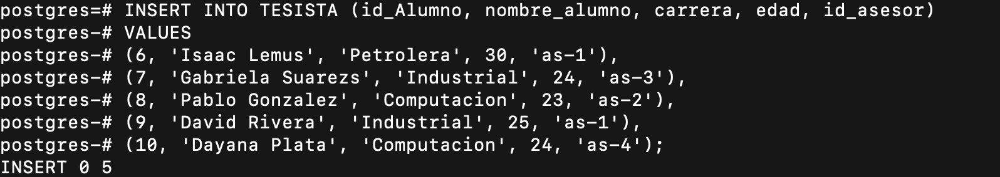 postgres=# INSERT INTO TESISTA (id_Alumno, nombre_alumno, carrera, edad, id_asesor)
postgres-# VALUES
postgres-# (6, 'Isaac Lemus', 'Petrolera', 30, 'as-1'),
postgres-# (7, 'Gabriela Suarezs', 'Industrial', 24, 'as-3'),
postgres-# (8, 'Pablo Gonzalez', 'Computacion', 23, 'as-2'),
postgres-# (9, 'David Rivera', 'Industrial', 25, 'as-1'),
postgres-# (10, 'Dayana Plata', 'Computacion', 24, 'as-4');
INSERT 0 5